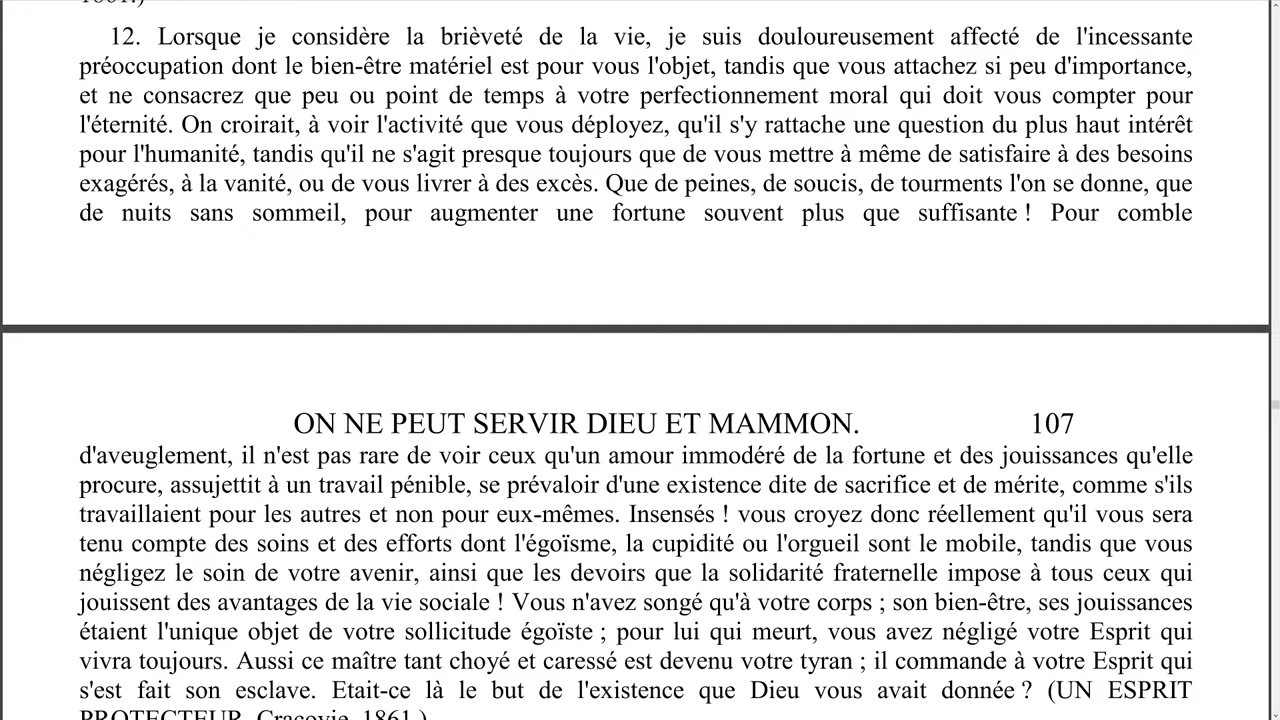 1861.)
12. Lorsque je considère la brièveté de la vie, je suis douloureusement affecté de l'incessante
préoccupation dont le bien-être matériel est pour vous l'objet, tandis que vous attachez si peu d'importance,
et ne consacrez que peu ou point de temps à votre perfectionnement moral qui doit vous compter pour
l'éternité. On croirait, à voir l'activité que vous déployez, qu'il s'y rattache une question du plus haut intérêt
pour l'humanité, tandis qu'il ne s'agit presque toujours que de vous mettre à même de satisfaire à des besoins
exagérés, à la vanité, ou de vous livrer à des excès. Que de peines, de soucis, de tourments l'on se donne, que
de nuits sans sommeil, pour augmenter une fortune souvent plus que suffisante ! Pour comble
ON NE PEUT SERVIR DIEU ET MAMMON. 107
d'aveuglement, il n'est pas rare de voir ceux qu'un amour immodéré de la fortune et des jouissances qu'elle
procure, assujettit à un travail pénible, se prévaloir d'une existence dite de sacrifice et de mérite, comme s'ils
travaillaient pour les autres et non pour eux-mêmes. Insensés ! vous croyez donc réellement qu'il vous sera
tenu compte des soins et des efforts dont l'égoïsme, la cupidité ou l'orgueil sont le mobile, tandis que vous
négligez le soin de votre avenir, ainsi que les devoirs que la solidarité fraternelle impose à tous ceux qui
jouissent des avantages de la vie sociale ! Vous n'avez songé qu'à votre corps ; son bien-être, ses jouissances
étaient l'unique objet de votre sollicitude égoïste ; pour lui qui meurt, vous avez négligé votre Esprit qui
vivra toujours. Aussi ce maître tant choyé et caressé est devenu votre tyran ; il commande à votre Esprit qui
s'est fait son esclave. Etait-ce là le but de l'existence que Dieu vous avait donnée ? (UN ESPRIT
PROTECTEUR. Cracovie, 1861.)